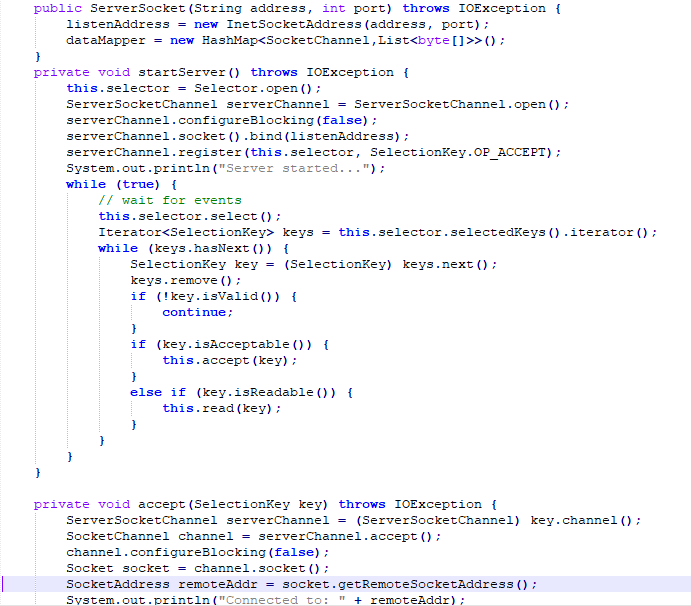 public ServerSocket(String address, int port) throws IOException {
listenAddress = new InetSocketAddress(address, port);
dataMapper = new HashMap<SocketChannel,List<byte[]>>();
}
private void startServer() throws IOException {
this.selector = Selector.open();
ServerSocketChannel serverChannel = ServerSocketChannel.open();
serverChannel.configureBlocking(false);
serverChannel.socket().bind(listenAddress);
serverChannel.register(this.selector, SelectionKey.OP_ACCEPT);
System.out.println("Server started...");
while (true) {
// wait for events
this.selector.select();
Iterator<SelectionKey> keys = this.selector.selectedKeys().iterator();
while (keys.hasNext()) {
SelectionKey key = (SelectionKey) keys.next();
keys.remove();
if (!key.isValid()) {
continue;
}
if (key.isAcceptable()) {
this.accept(key);
}
else if (key.isReadable()) {
this.read(key);
}
}
}
}
private void accept(SelectionKey key) throws IOException {
ServerSocketChannel serverChannel = (ServerSocketChannel) key.channel();
SocketChannel channel = serverChannel.accept();
channel.configureBlocking(false);
Socket socket = channel.socket();
SocketAddress remoteAddr = socket.getRemoteSocketAddress();
System.out.println("Connected to: " + remoteAddr);